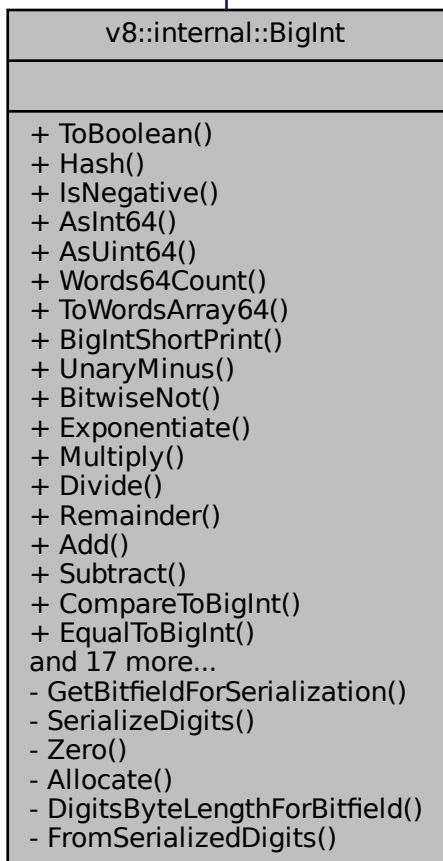 v8::internal::BigInt
+ ToBoolean()
+ Hash()
+ IsNegative()
+ AsInt64()
+ AsUint64()
+ Words64Count()
+ ToWordsArray64()
+ BigIntShortPrint()
+ UnaryMinus()
+ BitwiseNot()
+ Exponentiate()
+ Multiply()
+ Divide()
+ Remainder()
+ Add()
+ Subtract()
+ CompareToBigInt()
+ EqualToBigInt()
and 17 more...
- GetBitfieldForSerialization()
- SerializeDigits()
- Zero()
- Allocate()
- DigitsByteLengthForBitfield()
- FromSerializedDigits()